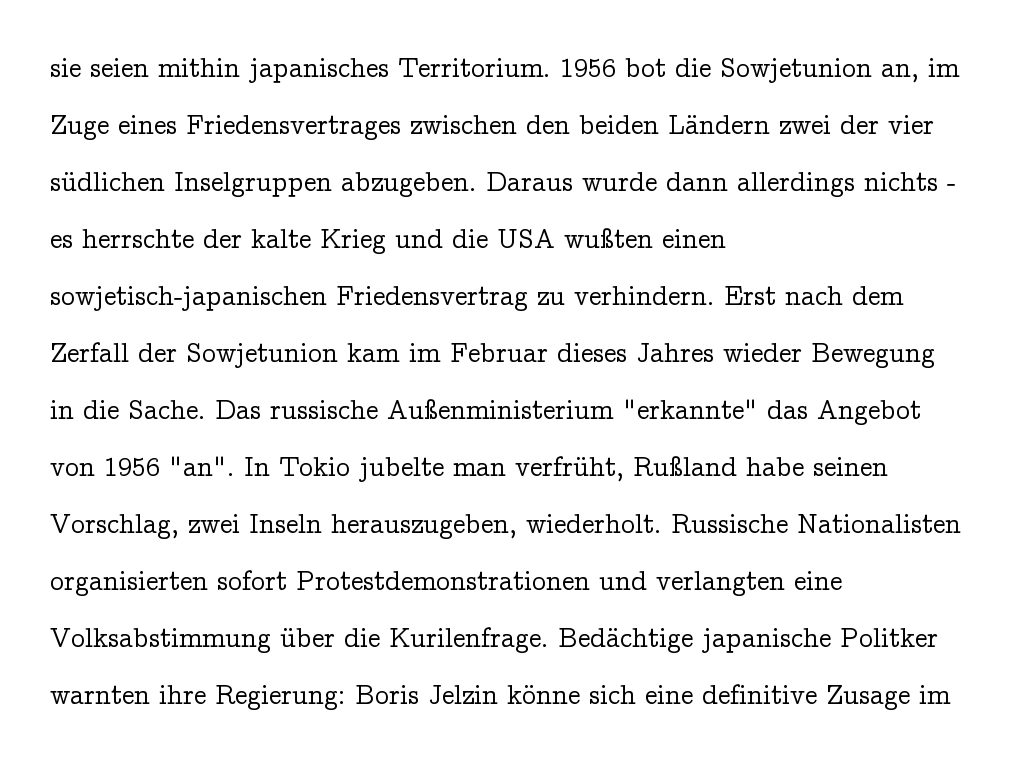 sie seien mithin japanisches Territorium. 1956 bot die Sowjetunion an, im
Zuge eines Friedensvertrages zwischen den beiden Ländern zwei der vier
südlichen Inselgruppen abzugeben. Daraus wurde dann allerdings nichts -
es herrschte der kalte Krieg und die USA wußten einen
sowjetisch-japanischen Friedensvertrag zu verhindern. Erst nach dem
Zerfall der Sowjetunion kam im Februar dieses Jahres wieder Bewegung
in die Sache. Das russische Außenministerium "erkannte" das Angebot
von 1956 "an". In Tokio jubelte man verfrüht, Rußland habe seinen
Vorschlag, zwei Inseln herauszugeben, wiederholt. Russische Nationalisten
organisierten sofort Protestdemonstrationen und verlangten eine
Volksabstimmung über die Kurilenfrage. Bedächtige japanische Politker
warnten ihre Regierung: Boris Jelzin könne sich eine definitive Zusage im